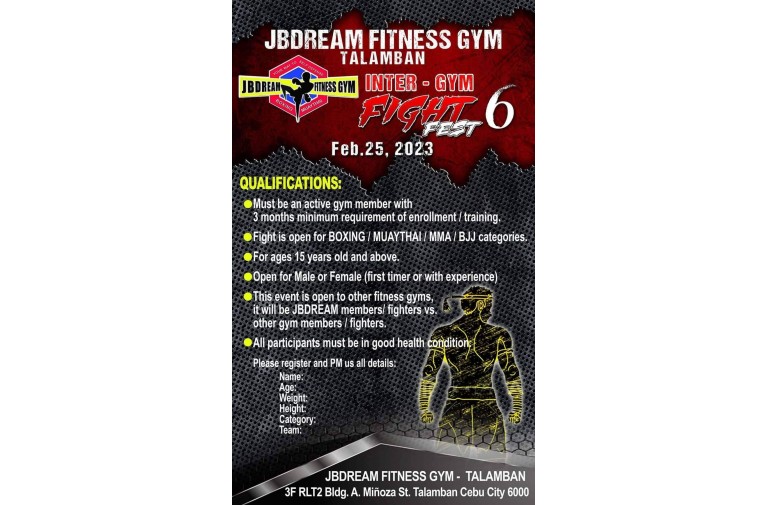 JBDREAM FITNESS GYM
TALAMBAN
JBDREAM FITNESS GYM
BOXING MUAYTHAI
INTER - GYM
FIGHT
FEST 6
Feb.25, 2023
QUALIFICATIONS:
Must be an active gym member with
3 months minimum requirement of enrollment / training.
Fight is open for BOXING / MUAYTHAI / MMA / BJJ categories.
For ages 15 years old and above.
Open for Male or Female (first timer or with experience)
This event is open to other fitness gyms,
it will be JBDREAM members/ fighters vs.
other gym members / fighters.
All participants must be in good health condition.
Please register and PM us all details:
Name:
Age:
Weight:
Height:
Category:
Team:
JBDREAM FITNESS GYM - TALAMBAN
3F RLT2 Bldg. A. Miñoza St. Talamban Cebu City 6000